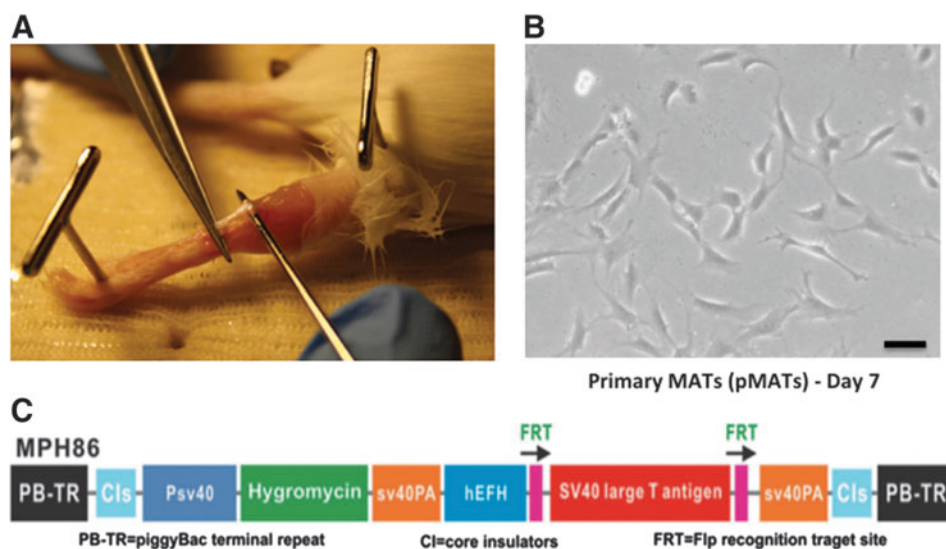 A
B
Primary MATs (pMATs) - Day 7
C
MPH86
FRT
FRT
PB-TR CIs Psv40 Hygromycin sv40PA hEFH SV40 large T antigen sv40PA CIs PB-TR
PB-TR=piggyBac terminal repeat CI=core insulators FRT=Flp recognition traget site